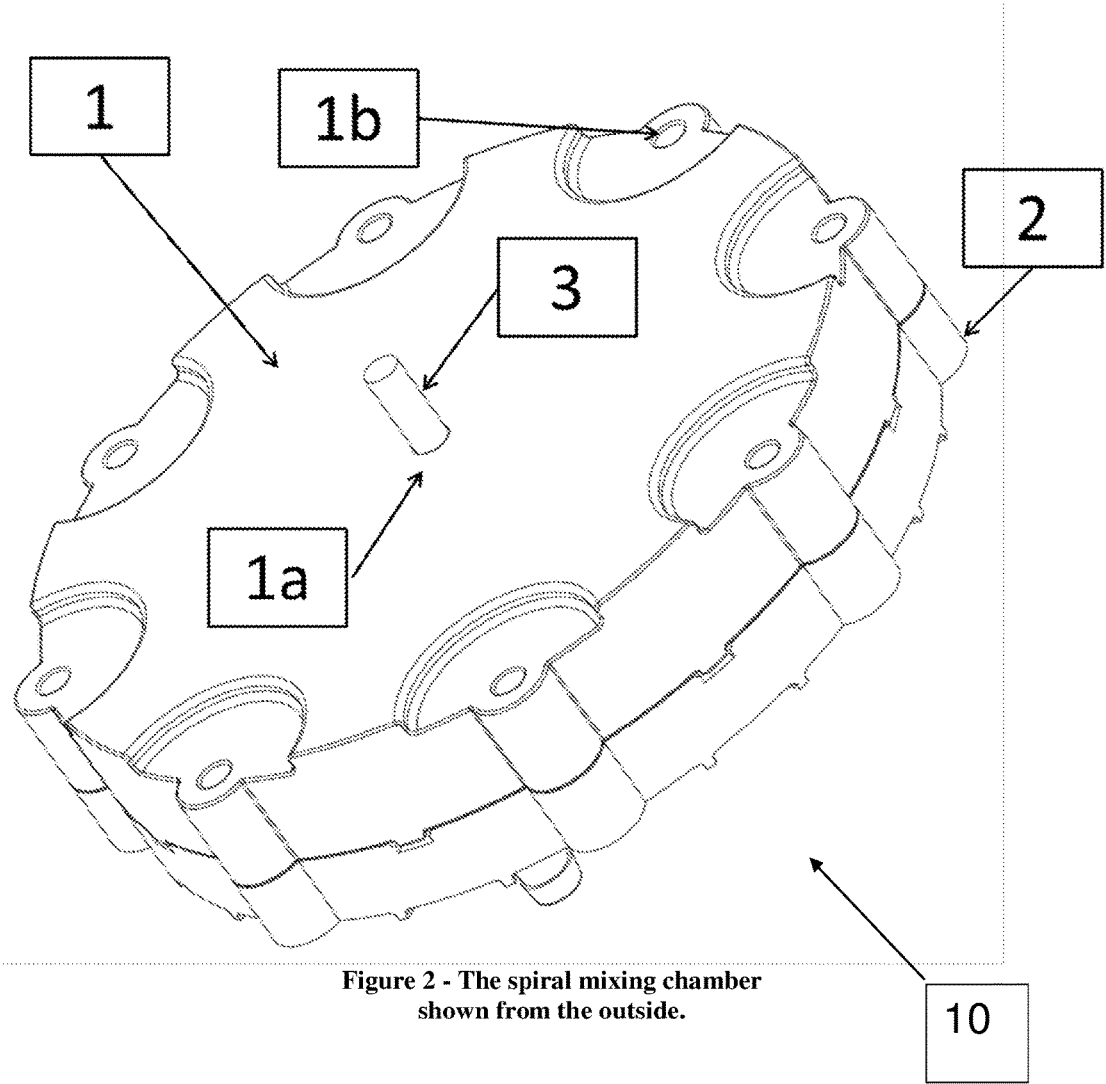 1
1b
2
3
1a
Figure 2 - The spiral mixing chamber
shown from the outside.
10